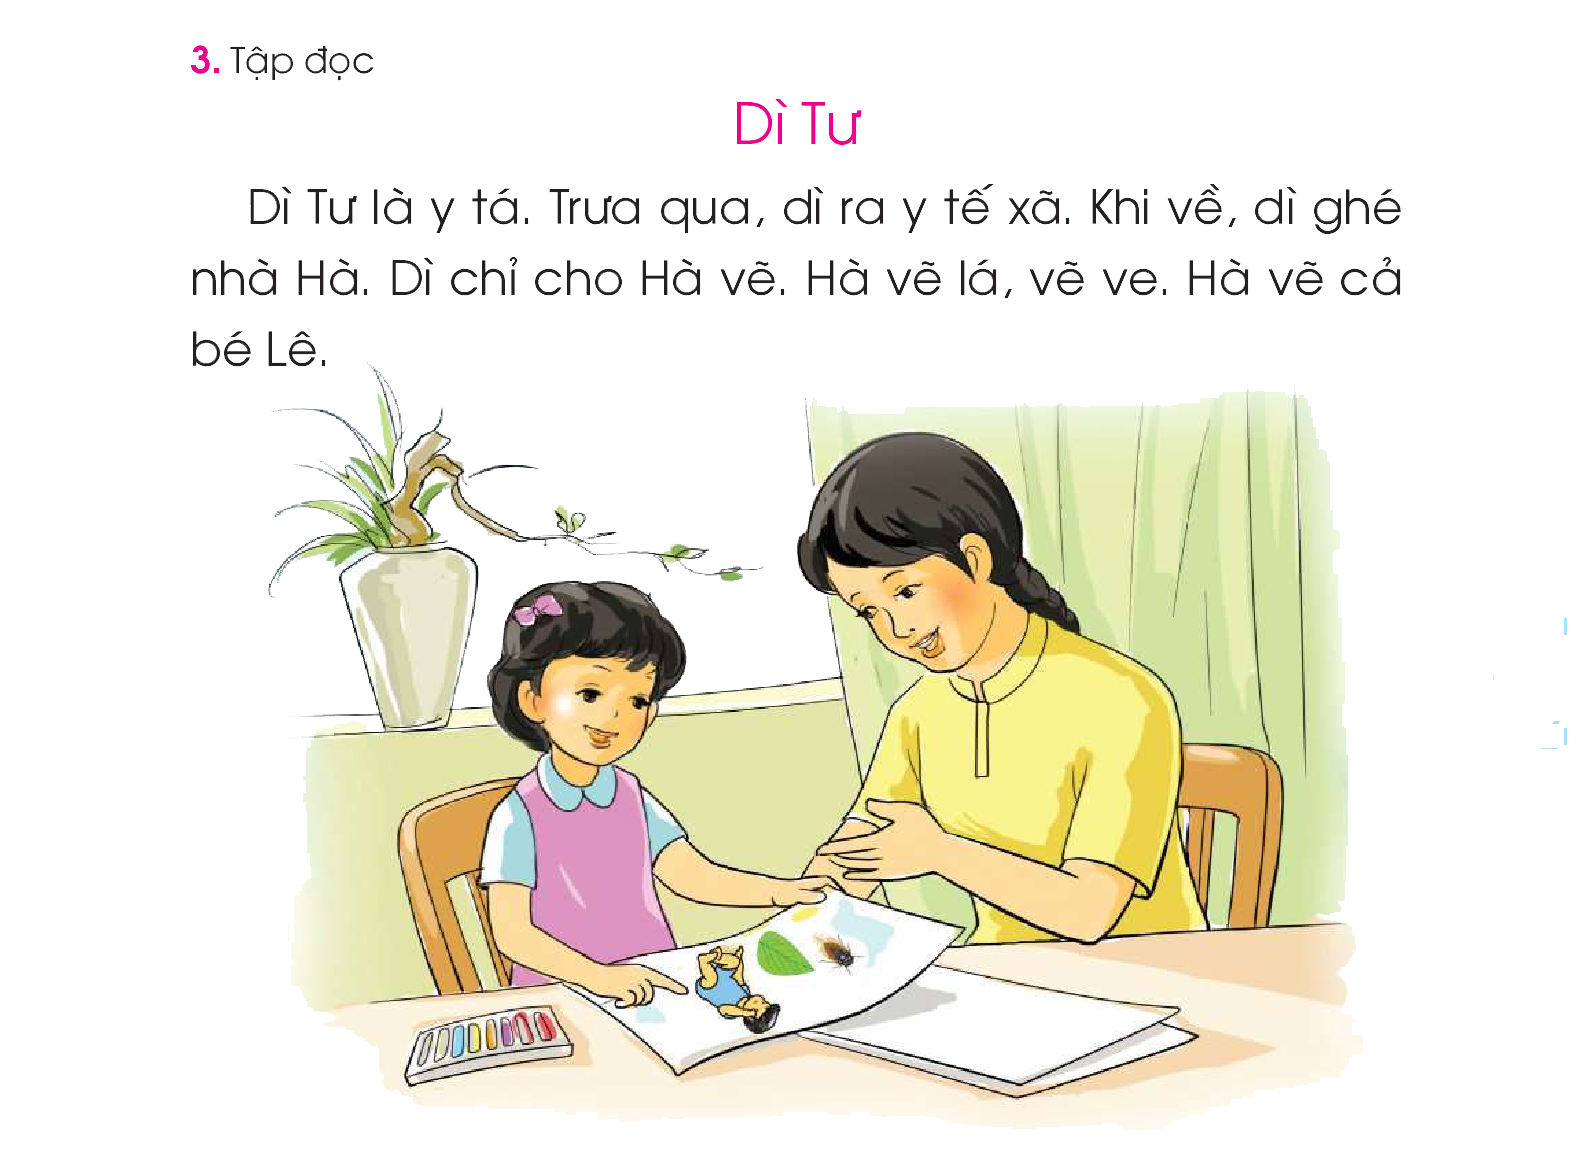 3. Tập đọc
Dì Tư
Dì Tư là y tá. Trưa qua, dì ra y tế xã. Khi về, dì ghé
nhà Hà. Dì chỉ cho Hà vẽ. Hà vẽ lá, vẽ ve. Hà vẽ cả
bé Lê.